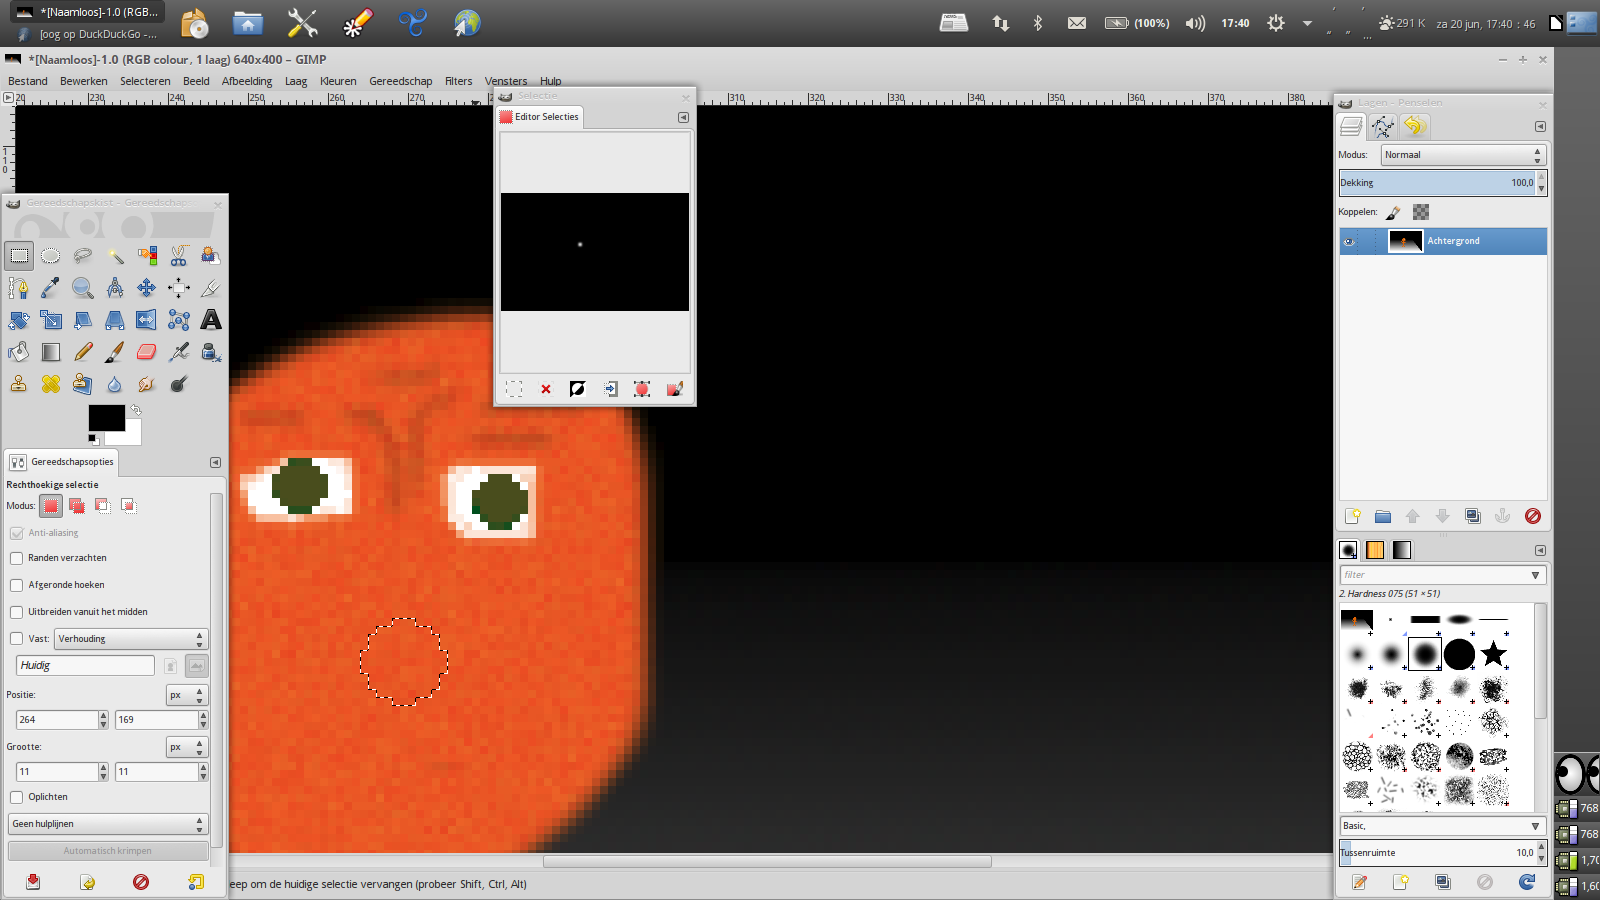 *[Naamloos]-1.0 (RGB...
[oog op DuckDuckGo -...
(100%)
17:40
291 K
za 20 jun, 17:40 : 46
*[Naamloos]-1.0 (RGB colour, 1 laag) 640x400 – GIMP
Bestand Bewerken Selecteren Beeld Afbeelding Laag Kleuren Gereedschap Filters Vensters Hulp
230 240 250 260 270 310 320 330 340 350 360 370 380
Selectie
Editor Selecties
Gereedschapskist – Gereedschaps
Gereedschapsopties
Rechthoekige selectie
Modus:
Anti-aliasing
Randen verzachten
Afgeronde hoeken
Uitbreiden vanuit het midden
Vast: Verhouding
Huidig
Positie: px
264 169
Grootte: px
11 11
Oplichten
Geen hulplijnen
Automatisch krimpen
eep om de huidige selectie vervangen (probeer Shift, Ctrl, Alt)
Lagen – Penselen
Modus: Normaal
Dekking 100,0
Koppelen:
Achtergrond
filter
2. Hardness 075 (51 × 51)
Basic,
Tussenruimte 10,0
768
768
1,70
1,60